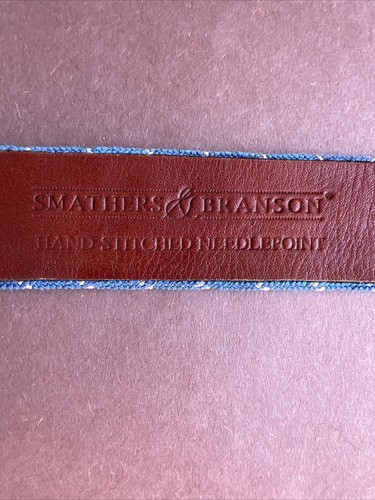 SMATHERS & BRANSON®
HAND STITCHED NEEDLEPOINT